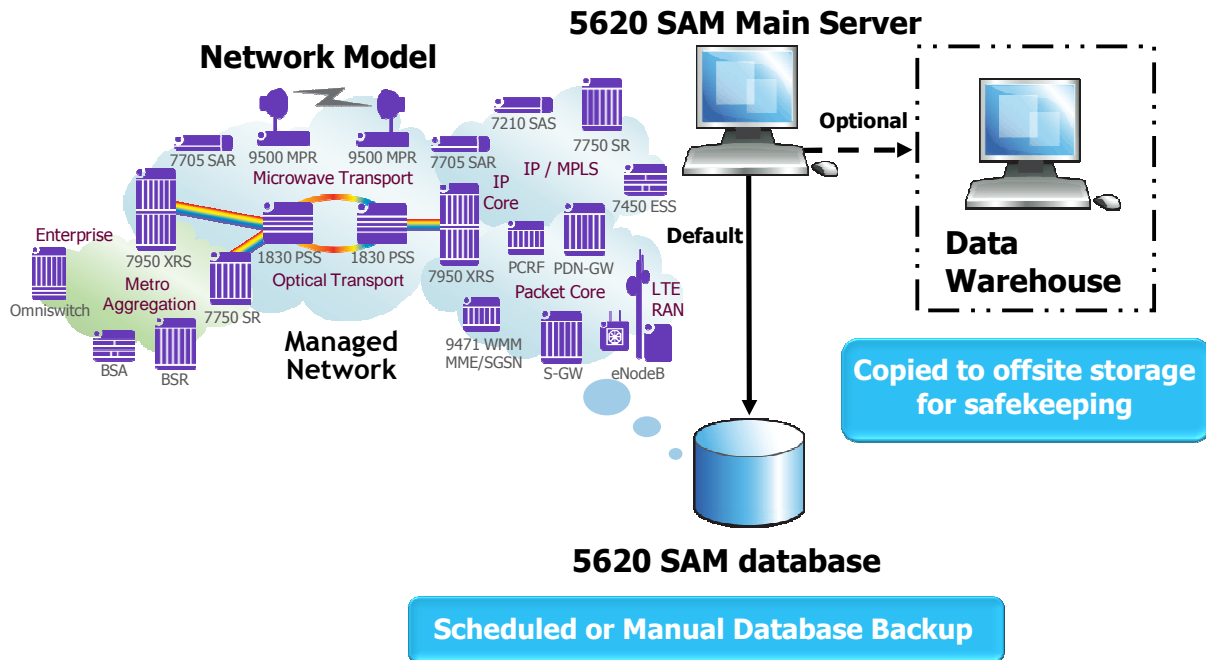 5620 SAM Main Server
Network Model
7210 SAS
7750 SR
Optional
7705 SAR
9500 MPR
9500 MPR
7705 SAR
Microwave Transport
IP / MPLS
IP
Core
7450 ESS
Enterprise
7950 XRS
1830 PSS
1830 PSS
7950 XRS
PCRF
PDN-GW
Default
Data
Warehouse
Omniswitch
Metro
Aggregation
Optical Transport
Packet Core
LTE
RAN
7750 SR
BSA
BSR
Managed
Network
9471 WMM
MME/SGSN
S-GW
eNodeB
Copied to offsite storage
for safekeeping
5620 SAM database
Scheduled or Manual Database Backup